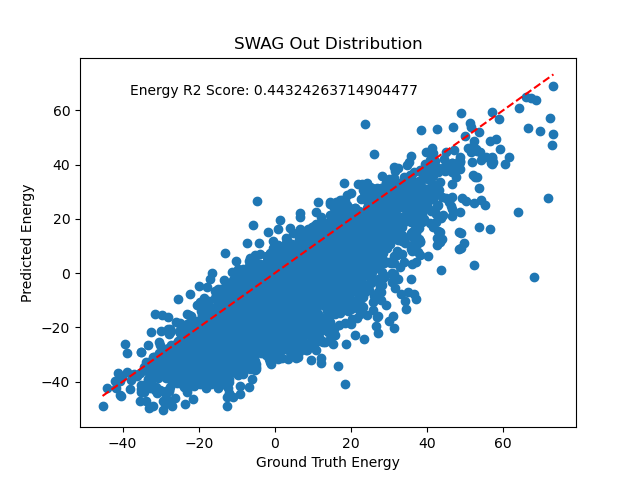 SWAG Out Distribution
Energy R2 Score: 0.44324263714904477
Predicted Energy
60
40
20
0
−20
−40
−40 −20 0 20 40 60
Ground Truth Energy